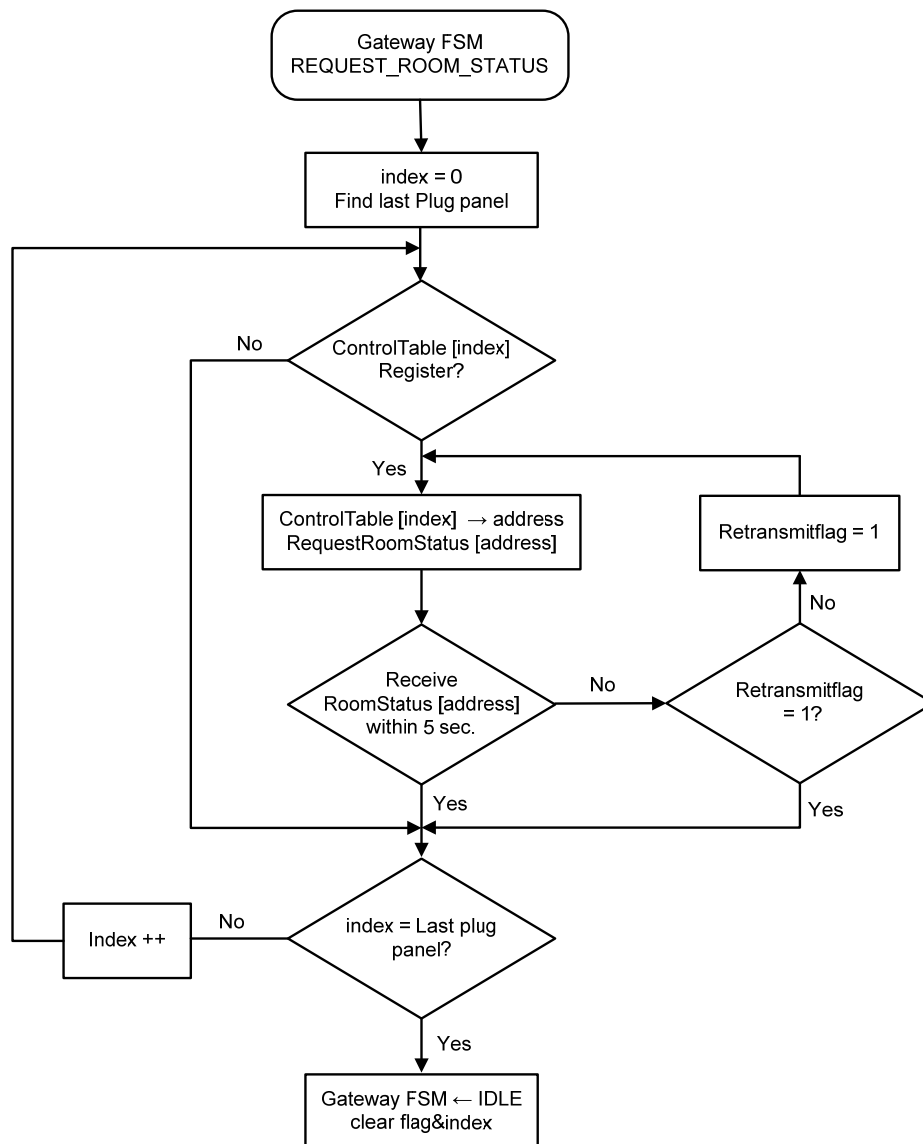 Gateway FSM
REQUEST_ROOM_STATUS
index = 0
Find last Plug panel
No
ControlTable [index]
Register?
Yes
ControlTable [index] → address
RequestRoomStatus [address]
Retransmitflag = 1
No
Receive
RoomStatus [address]
within 5 sec.
No
Retransmitflag
= 1?
Yes
Yes
Index ++
No
index = Last plug
panel?
Yes
Gateway FSM ← IDLE
clear flag&index